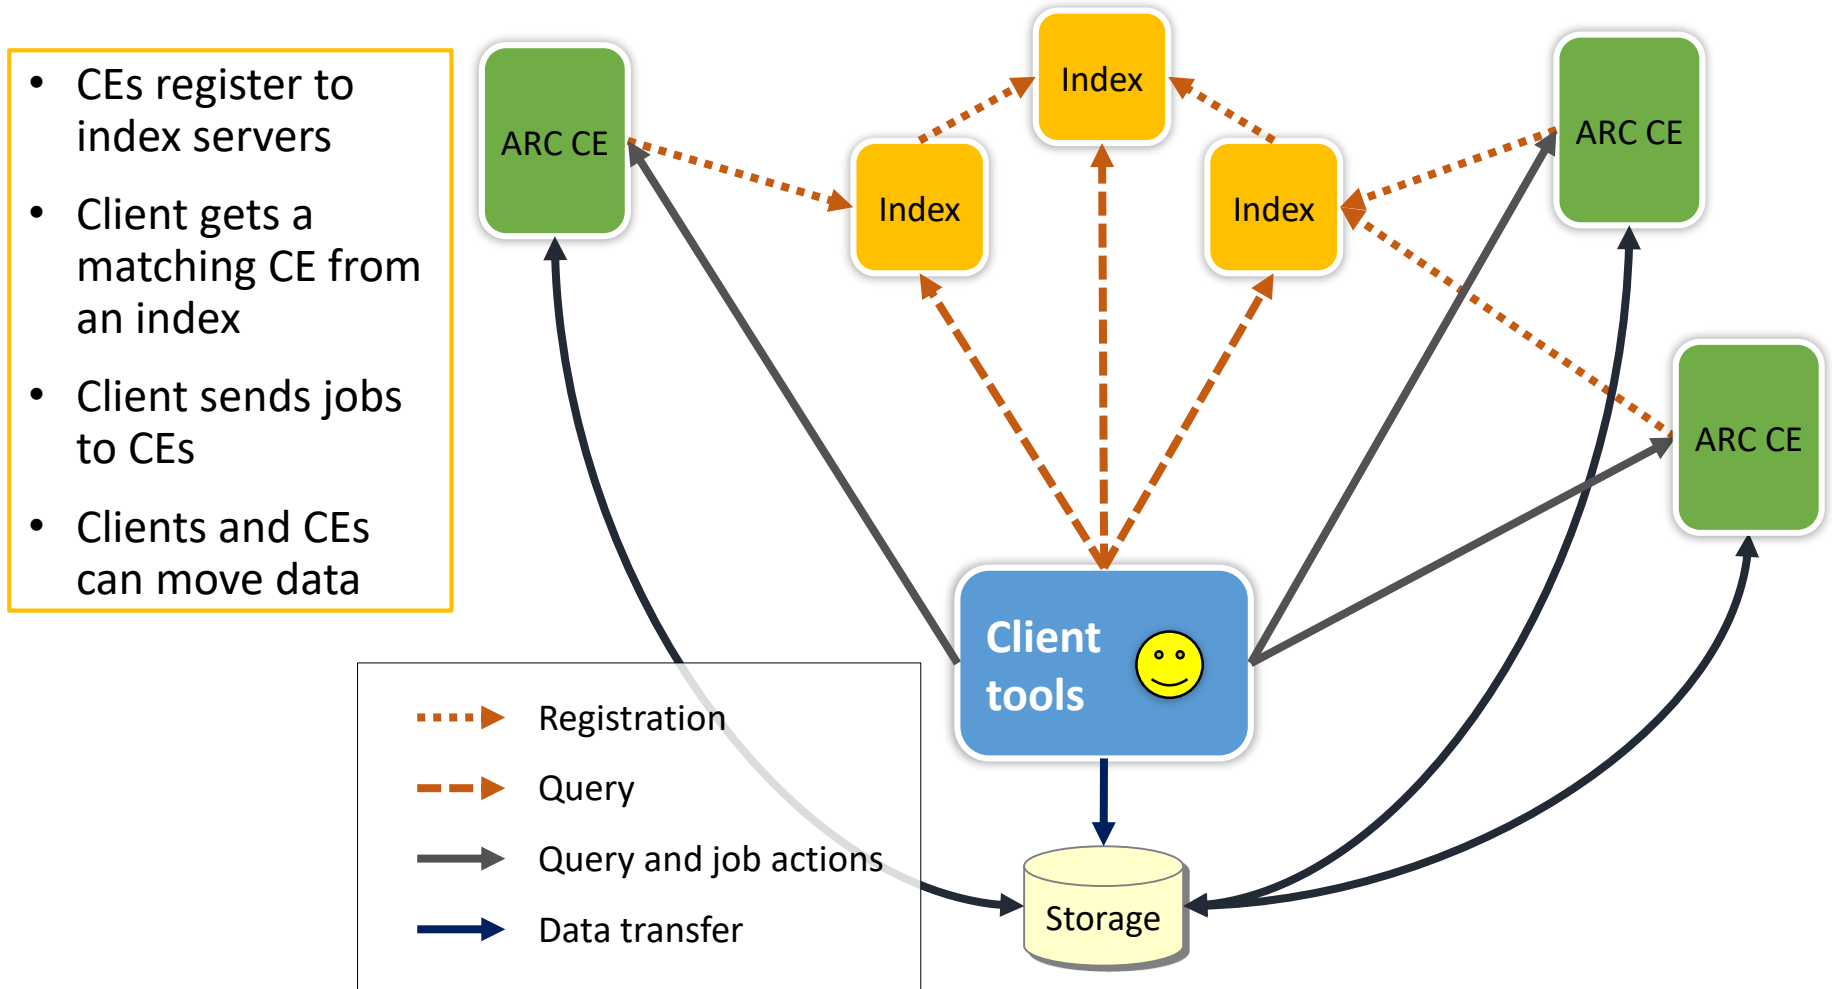 • CEs register to
index servers
• Client gets a
matching CE from
an index
• Client sends jobs
to CEs
• Clients and CEs
can move data
ARC CE
Index
Index
Index
ARC CE
ARC CE
Client
tools
Storage
Registration
Query
Query and job actions
Data transfer